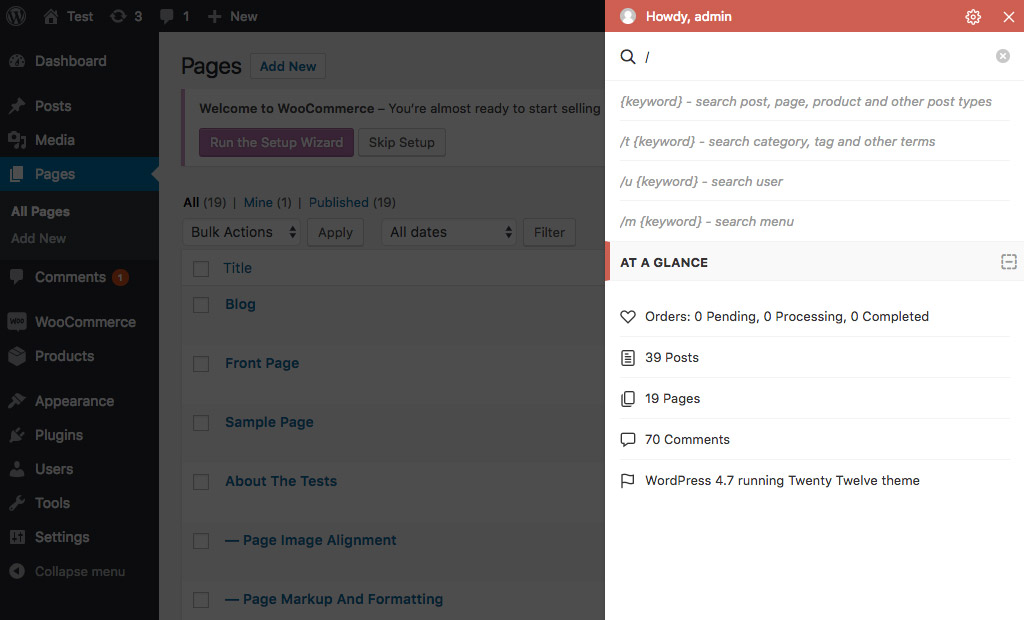 Test
3
1
New
Howdy, admin
Dashboard
Posts
Media
Pages
All Pages
Add New
Comments 1
WooCommerce
Products
Appearance
Plugins
Users
Tools
Settings
Collapse menu
Pages Add New
Welcome to WooCommerce – You're almost ready to start selling
Run the Setup Wizard Skip Setup
All (19) | Mine (1) | Published (19)
Bulk Actions Apply All dates Filter
Title
Blog
Front Page
Sample Page
About The Tests
— Page Image Alignment
— Page Markup And Formatting
/
{keyword} - search post, page, product and other post types
/t {keyword} - search category, tag and other terms
/u {keyword} - search user
/m {keyword} - search menu
AT A GLANCE
Orders: 0 Pending, 0 Processing, 0 Completed
39 Posts
19 Pages
70 Comments
WordPress 4.7 running Twenty Twelve theme